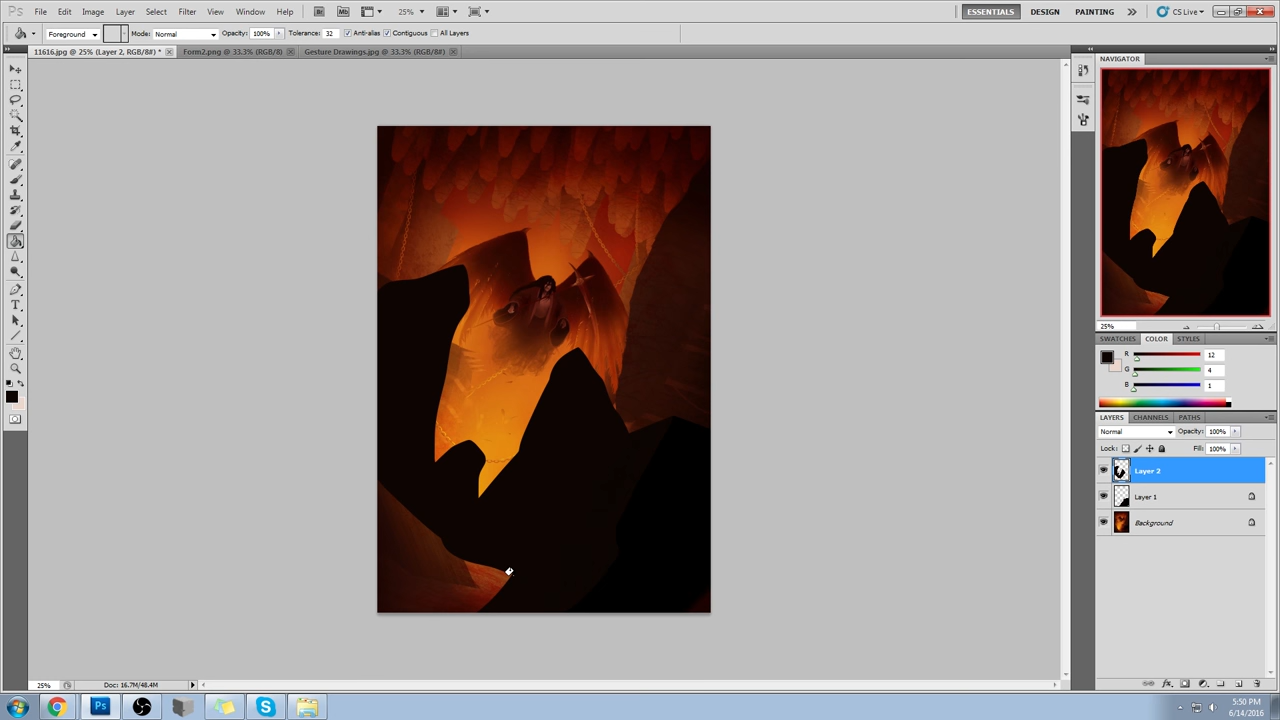 Ps File Edit Image Layer Select Filter View Window Help Mb 25% ESSENTIALS DESIGN PAINTING CS Live
Foreground Mode: Normal Opacity: 100% Tolerance: 32 Anti-alias Contiguous All Layers
11616.jpg @ 25% (Layer 2, RGB/8#) * Form2.png @ 33.3% (RGB/8) Gesture Drawings.jpg @ 33.3% (RGB/8#)
NAVIGATOR
25%
SWATCHES COLOR STYLES
R 12
G 4
B 1
LAYERS CHANNELS PATHS
Normal Opacity: 100%
Lock: Fill: 100%
Layer 2
Layer 1
Background
25% Doc: 16.7M/48.4M
Ps
5:50 PM
6/14/2016